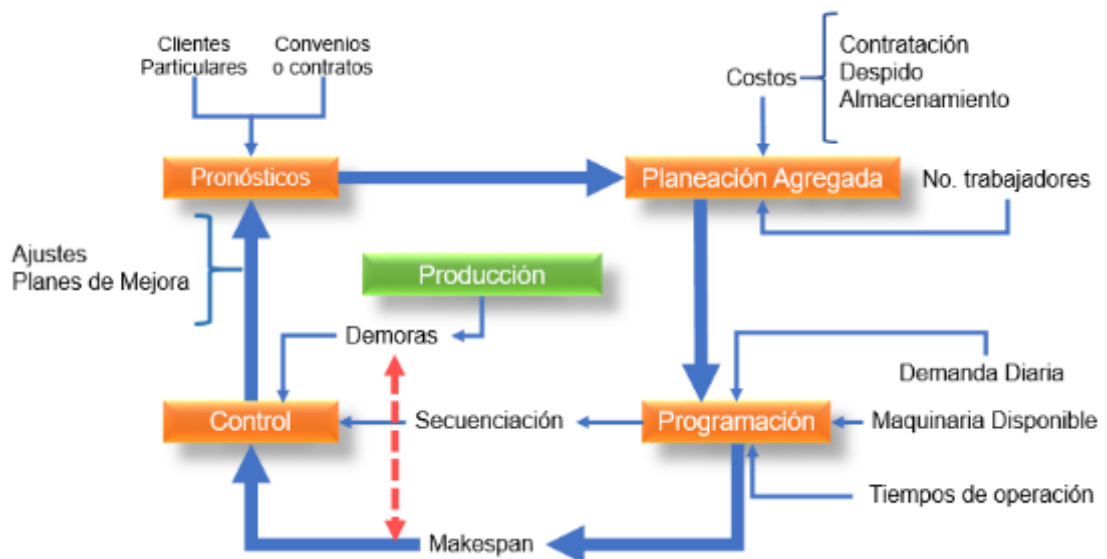 Clientes
Particulares
Convenios
o contratos
Costos
Contratación
Despido
Almacenamiento
Pronósticos
Planeación Agregada
No. trabajadores
Ajustes
Planes de Mejora
Producción
Demoras
Demanda Diaria
Control
Secuenciación
Programación
Maquinaria Disponible
Tiempos de operación
Makespan